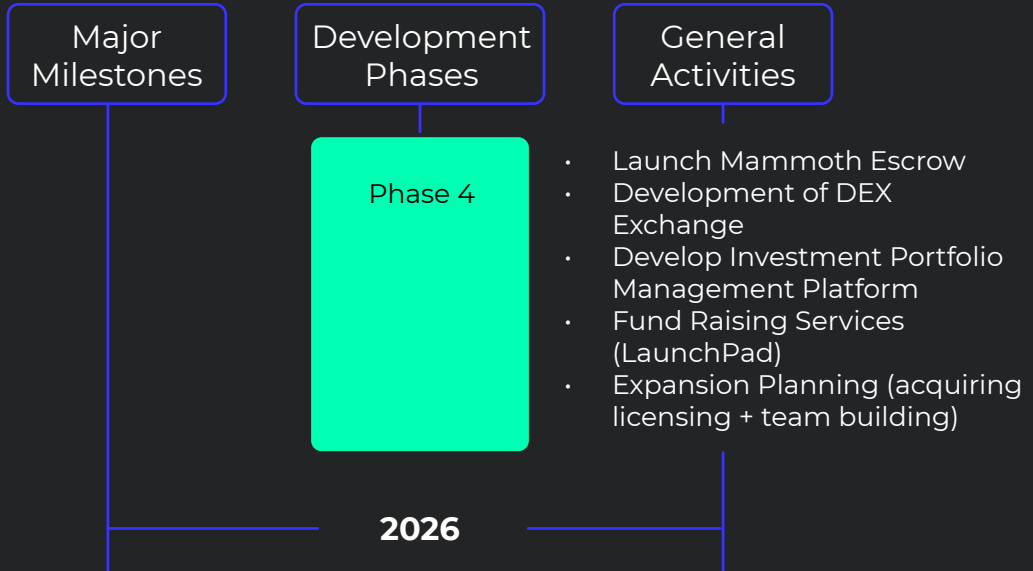 Major
Milestones
Development
Phases
General
Activities
Phase 4
• Launch Mammoth Escrow
• Development of DEX
Exchange
• Develop Investment Portfolio
Management Platform
• Fund Raising Services
(LaunchPad)
• Expansion Planning (acquiring
licensing + team building)
2026